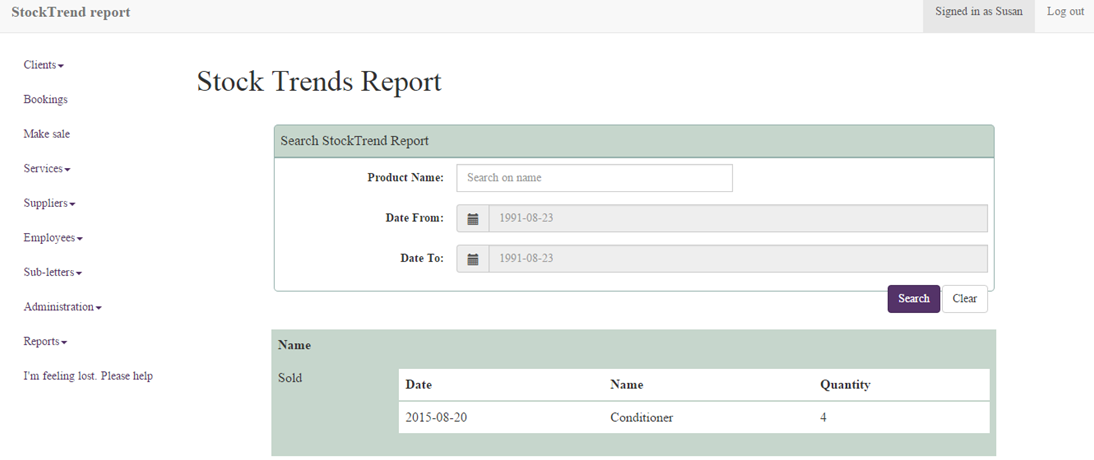 StockTrend report
Signed in as Susan
Log out
Clients
Bookings
Make sale
Services
Suppliers
Employees
Sub-letters
Administration
Reports
I'm feeling lost. Please help
Stock Trends Report
Search StockTrend Report
Product Name: Search on name
Date From: 1991-08-23
Date To: 1991-08-23
Search Clear
Name
Sold
Date Name Quantity
2015-08-20 Conditioner 4